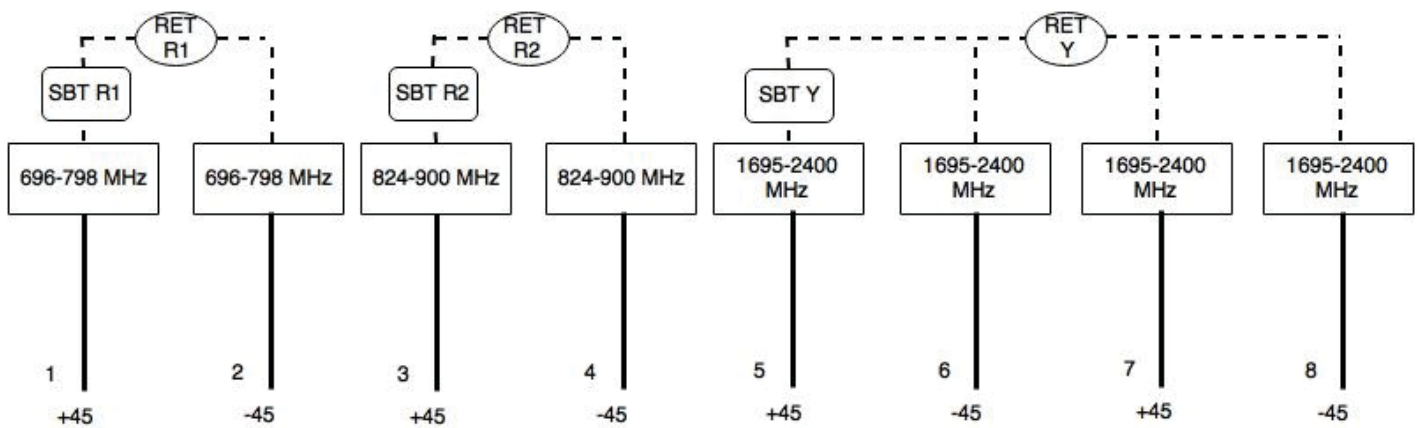 RET
R1
RET
R2
RET
Y
SBT R1
SBT R2
SBT Y
696-798 MHz
696-798 MHz
824-900 MHz
824-900 MHz
1695-2400
MHz
1695-2400
MHz
1695-2400
MHz
1695-2400
MHz
1
2
3
4
5
6
7
8
+45
-45
+45
-45
+45
-45
+45
-45